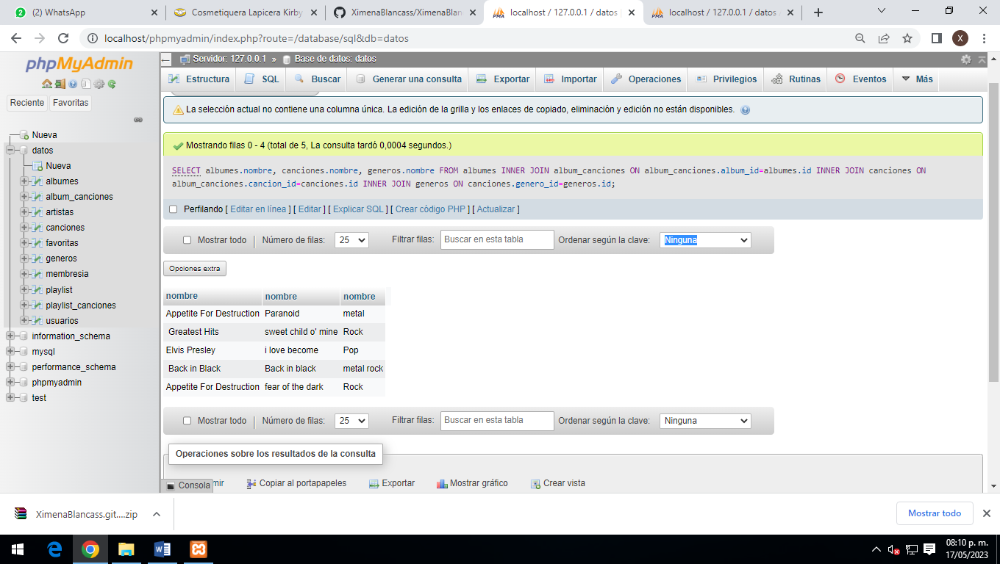 (2) WhatsApp
Cosmetiquera Lapicera Kirby
XimenaBlancass/XimenaBlan
localhost / 127.0.0.1 / datos
localhost / 127.0.0.1 / datos
localhost/phpmyadmin/index.php?route=/database/sql&db=datos
X
phpMyAdmin
Reciente
Favoritas
Nueva
datos
Nueva
albumes
album_canciones
artistas
canciones
favoritas
generos
membresia
playlist
playlist_canciones
usuarios
information_schema
mysql
performance_schema
phpmyadmin
test
Servidor: 127.0.0.1 » Base de datos: datos
Estructura
SQL
Buscar
Generar una consulta
Exportar
Importar
Operaciones
Privilegios
Rutinas
Eventos
Más
La selección actual no contiene una columna única. La edición de la grilla y los enlaces de copiado, eliminación y edición no están disponibles.
Mostrando filas 0 - 4 (total de 5, La consulta tardó 0,0004 segundos.)
SELECT albumes.nombre, canciones.nombre, generos.nombre FROM albumes INNER JOIN album_canciones ON album_canciones.album_id=albumes.id INNER JOIN canciones ON
album_canciones.cancion_id=canciones.id INNER JOIN generos ON canciones.genero_id=generos.id;
Perfilando [ Editar en línea ] [ Editar ] [ Explicar SQL ] [ Crear código PHP ] [ Actualizar ]
Mostrar todo | Número de filas: 25 Filtrar filas: Buscar en esta tabla Ordenar según la clave: Ninguna
Opciones extra
nombre nombre nombre
Appetite For Destruction Paranoid metal
Greatest Hits sweet child o' mine Rock
Elvis Presley i love become Pop
Back in Black Back in black metal rock
Appetite For Destruction fear of the dark Rock
Mostrar todo | Número de filas: 25 Filtrar filas: Buscar en esta tabla Ordenar según la clave: Ninguna
Operaciones sobre los resultados de la consulta
Consola
mir
Copiar al portapapeles
Exportar
Mostrar gráfico
Crear vista
XimenaBlancass.git....zip
Mostrar todo
08:10 p. m.
17/05/2023